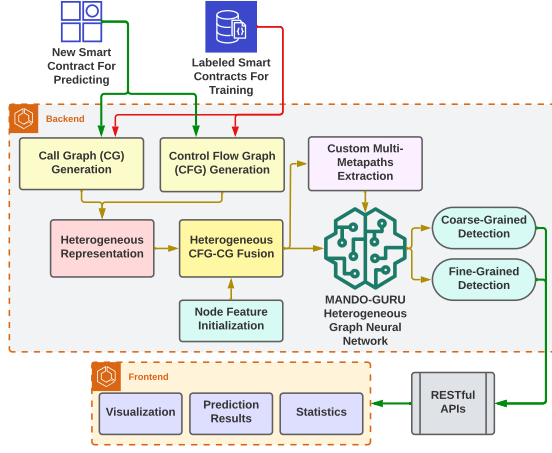 New Smart
Contract For
Predicting
Labeled Smart
Contracts For
Training
Backend
Call Graph (CG)
Generation
Control Flow Graph
(CFG) Generation
Custom Multi-
Metapaths
Extraction
Heterogeneous
Representation
Heterogeneous
CFG-CG Fusion
Coarse-Grained
Detection
Fine-Grained
Detection
Node Feature
Initialization
MANDO-GURU
Heterogeneous
Graph Neural
Network
Frontend
Visualization
Prediction
Results
Statistics
RESTful
APIs